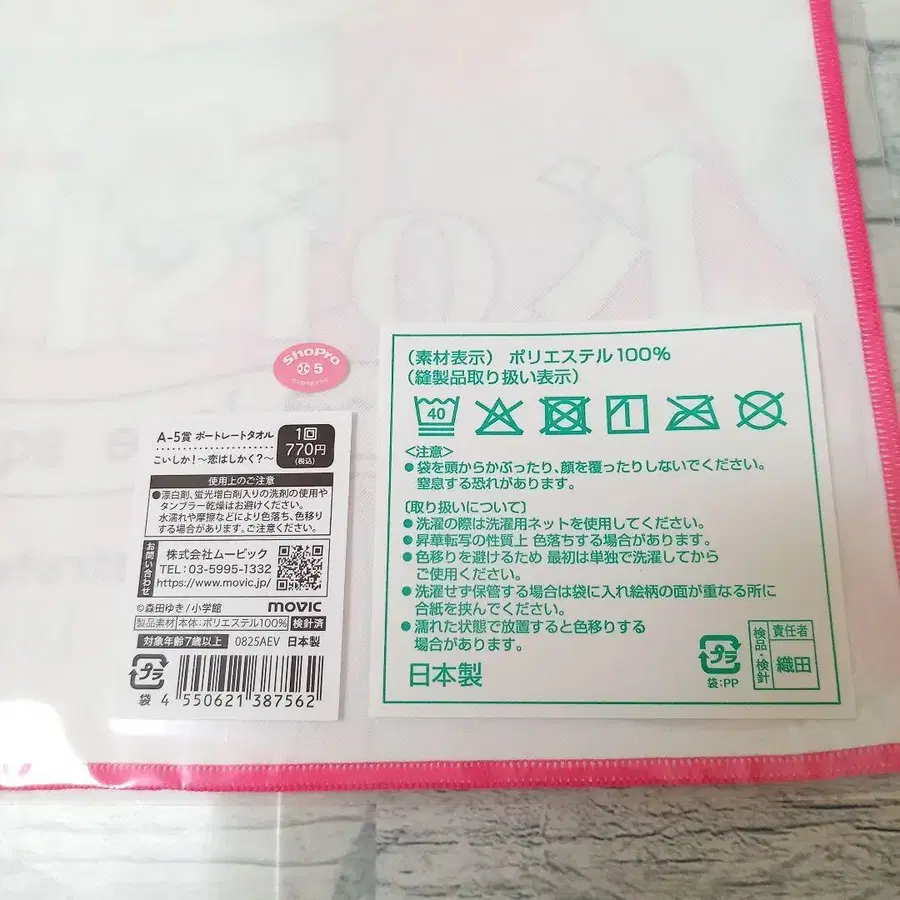 Koi
ShoPro
5
A-5賞 ポートレートタオル
こいしか!〜恋はしかく?〜
1回
770円
(税込)
使用上のご注意
●漂白剤、蛍光増白剤入りの洗剤の使用や
タンブラー乾燥はお避けください。
水濡れや摩擦などにより色落ち、色移り
する場合があります。ご注意ください。
お問い合わせ
株式会社ムービック
TEL:03-5995-1332
https://www.movic.jp/
©森田ゆき/小学館
movic
製品素材 本体:ポリエステル100% 検針済
対象年齢7歳以上 0825AEV 日本製
プラ
袋
4 550621 387562
(素材表示) ポリエステル100%
(縫製品取り扱い表示)
40
<注意>
●袋を頭からかぶったり、顔を覆ったりしないでください。
窒息する恐れがあります。
〔取り扱いについて〕
●洗濯の際は洗濯用ネットを使用してください。
●昇華転写の性質上 色落ちする場合があります。
●色移りを避けるため 最初は単独で洗濯してから
ご使用ください。
●洗濯せず保管する場合は袋に入れ絵柄の面が重なる所に
合紙を挟んでください。
●濡れた状態で放置すると色移りする
場合があります。
日本製
プラ
袋:PP
検品・検針
責任者
織田